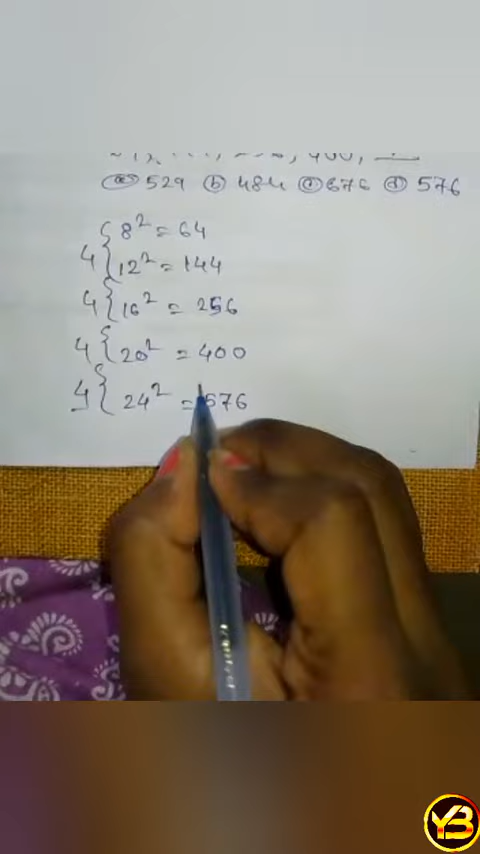 400,
(a) 529 (b) 484 (c) 676 (d) 576
8² = 64
4 { 12² = 144
4 { 16² = 256
4 { 20² = 400
4 { 24² = 576
YB